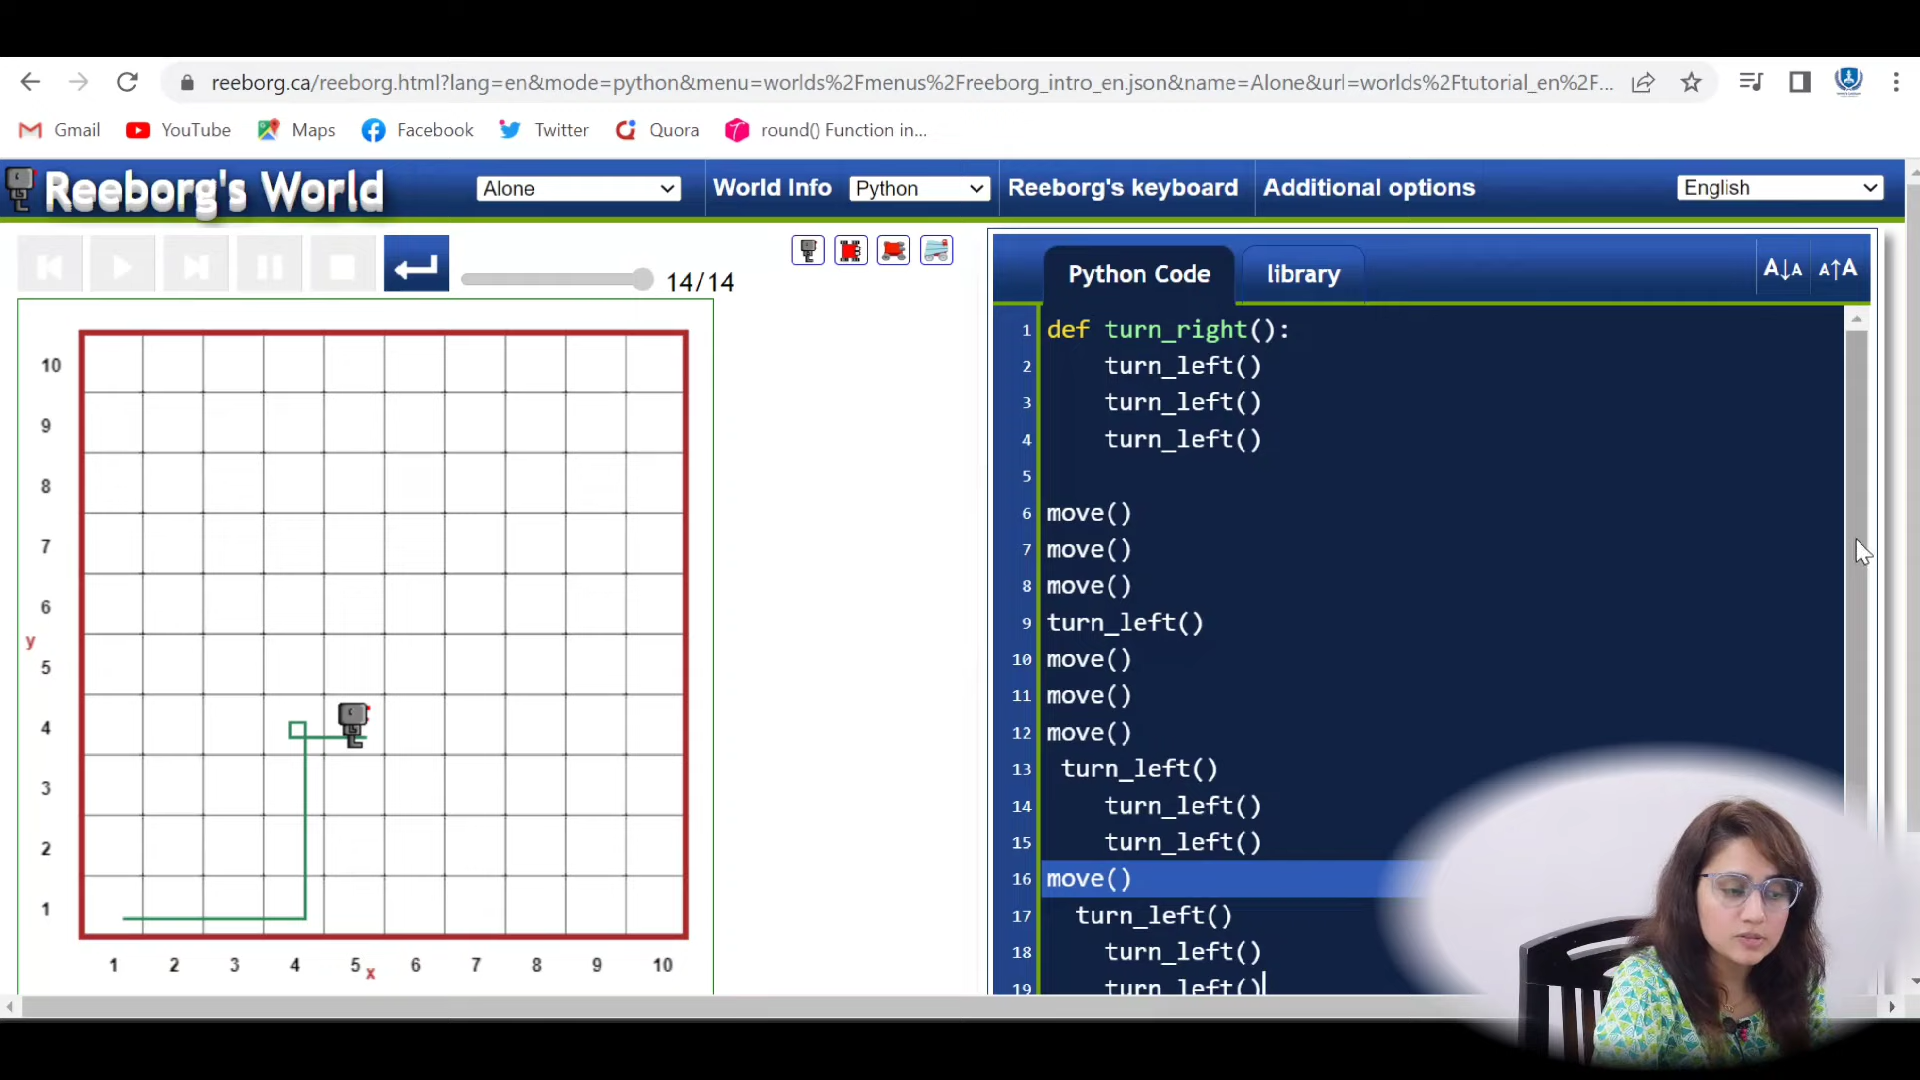 reeborg.ca/reeborg.html?lang=en&mode=python&menu=worlds%2Fmenus%2Freeborg_intro_en.json&name=Alone&url=worlds%2Ftutorial_en%2F...
Gmail YouTube Maps Facebook Twitter Quora round() Function in...
Reeborg's World Alone World Info Python Reeborg's keyboard Additional options English
14/14
Python Code library A↓A A↑A
1 def turn_right():
2     turn_left()
3     turn_left()
4     turn_left()
5
6 move()
7 move()
8 move()
9 turn_left()
10 move()
11 move()
12 move()
13  turn_left()
14     turn_left()
15     turn_left()
16 move()
17   turn_left()
18     turn_left()
19     turn_left()
10
9
8
7
6
y
5
4
3
2
1
1 2 3 4 5 x 6 7 8 9 10